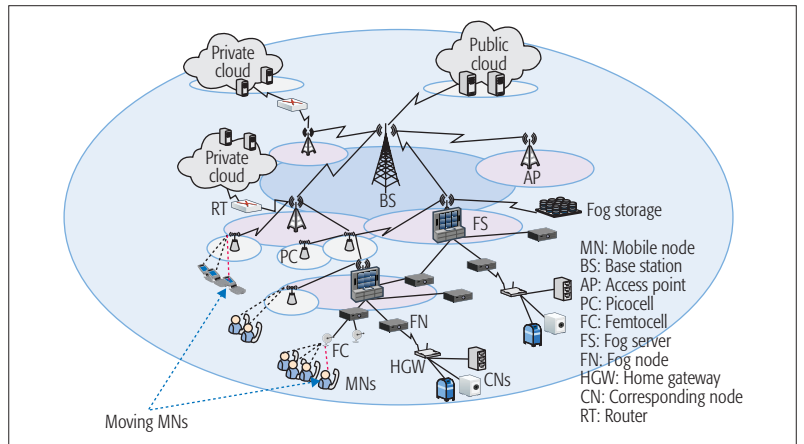 Private
cloud
Public
cloud
Private
cloud
RT
BS
AP
FS
Fog storage
PC
FN
FC
HGW
MNs
CNs
Moving MNs
MN: Mobile node
BS: Base station
AP: Access point
PC: Picocell
FC: Femtocell
FS: Fog server
FN: Fog node
HGW: Home gateway
CN: Corresponding node
RT: Router